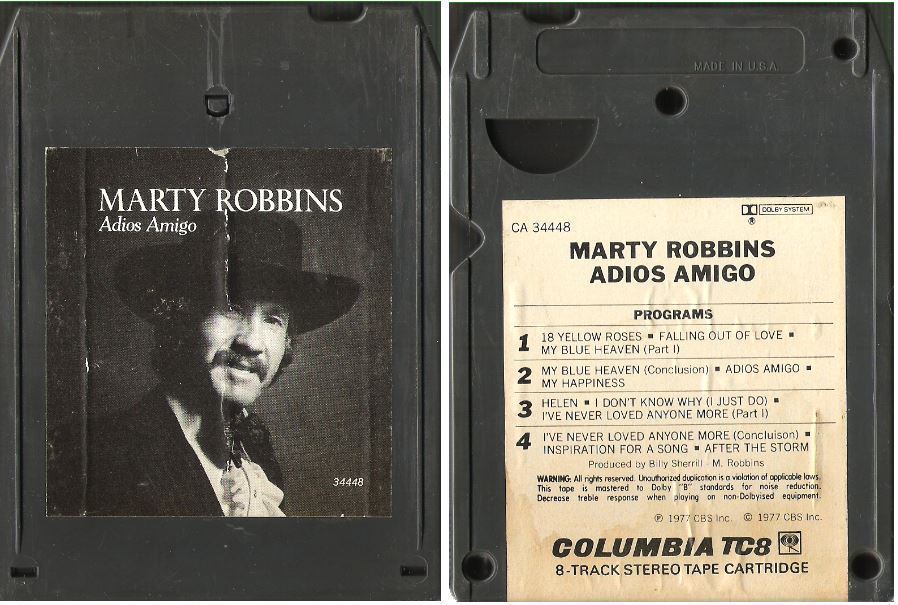 MARTY ROBBINS
Adios Amigo
34448
MADE IN U.S.A.
DOLBY SYSTEM
®
CA 34448
MARTY ROBBINS
ADIOS AMIGO
PROGRAMS
1 18 YELLOW ROSES ▪ FALLING OUT OF LOVE ▪
MY BLUE HEAVEN (Part I)
2 MY BLUE HEAVEN (Conclusion) ▪ ADIOS AMIGO ▪
MY HAPPINESS
3 HELEN ▪ I DON'T KNOW WHY (I JUST DO) ▪
I'VE NEVER LOVED ANYONE MORE (Part I)
4 I'VE NEVER LOVED ANYONE MORE (Concluison) ▪
INSPIRATION FOR A SONG ▪ AFTER THE STORM
Produced by Billy Sherrill - M. Robbins
WARNING: All rights reserved. Unauthorized duplication is a violation of applicable laws.
This tape is mastered to Dolby "B" standards for noise reduction.
Decrease treble response when playing on non-Dolbyised equipment.
℗ 1977 CBS Inc. © 1977 CBS Inc.
COLUMBIA TC8
8-TRACK STEREO TAPE CARTRIDGE